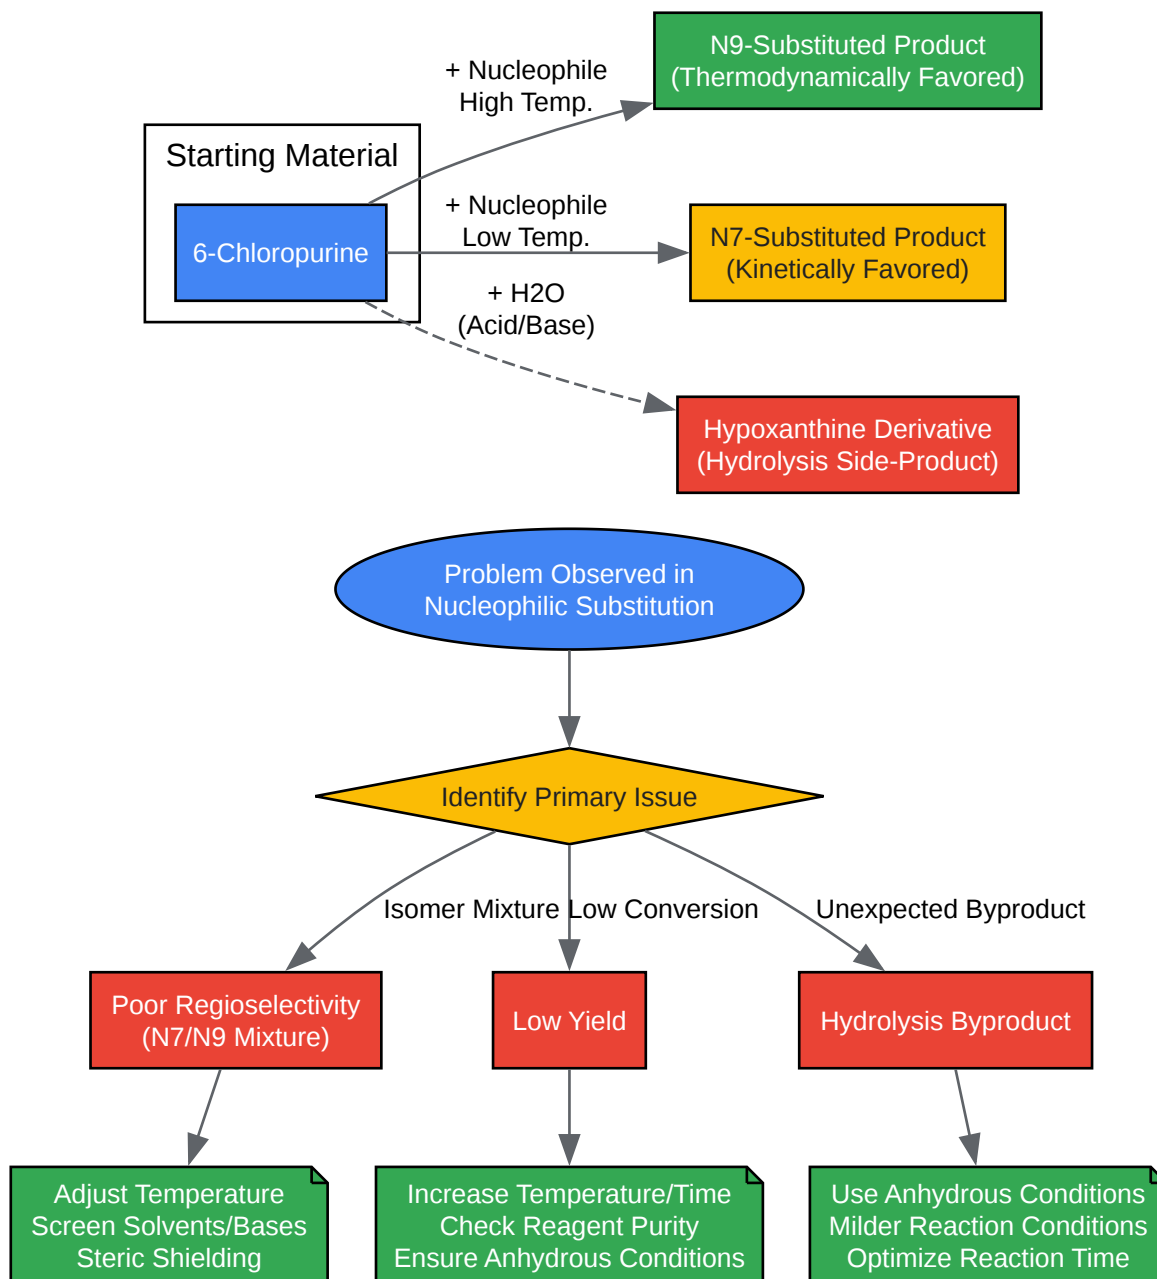 N9-Substituted Product
(Thermodynamically Favored)
+ Nucleophile
High Temp.
Starting Material
6-Chloropurine
+ Nucleophile
Low Temp.
N7-Substituted Product
(Kinetically Favored)
+ H2O
(Acid/Base)
Hypoxanthine Derivative
(Hydrolysis Side-Product)
Problem Observed in
Nucleophilic Substitution
Identify Primary Issue
Isomer Mixture
Low Conversion
Unexpected Byproduct
Poor Regioselectivity
(N7/N9 Mixture)
Low Yield
Hydrolysis Byproduct
Adjust Temperature
Screen Solvents/Bases
Steric Shielding
Increase Temperature/Time
Check Reagent Purity
Ensure Anhydrous Conditions
Use Anhydrous Conditions
Milder Reaction Conditions
Optimize Reaction Time